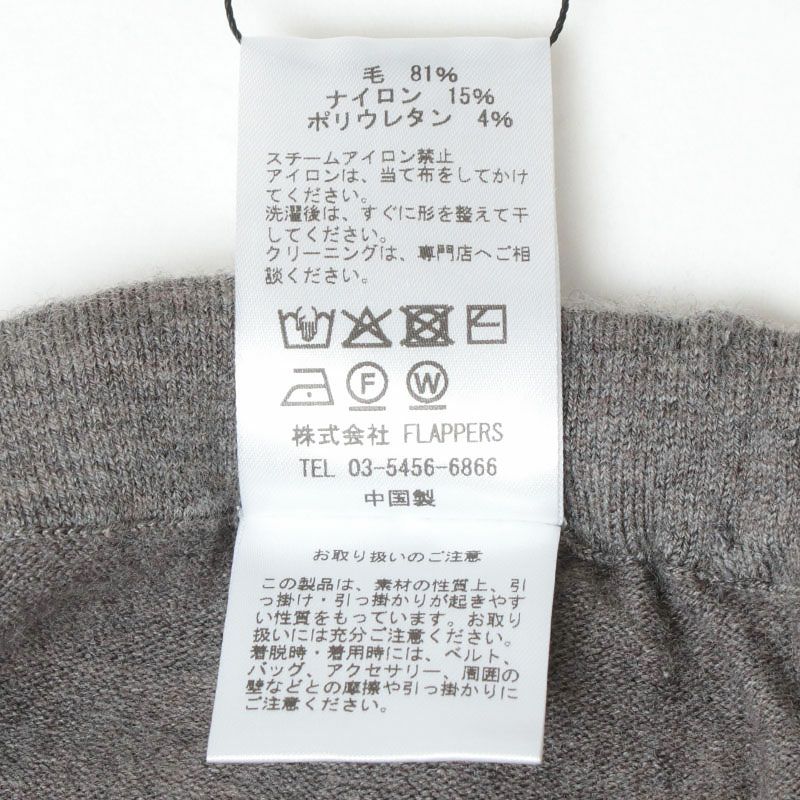 毛 81%
ナイロン 15%
ポリウレタン 4%
スチームアイロン禁止
アイロンは、当て布をしてかけ
てください。
洗濯後は、すぐに形を整えて干
してください。
クリーニングは、専門店へご相
談ください。
F W
株式会社 FLAPPERS
TEL 03-5456-6866
中国製
お取り扱いのご注意
この製品は、素材の性質上、引
っ掛け・引っ掛かりが起きやす
い性質をもっています。お取り
扱いには充分ご注意ください。
着脱時・着用時には、ベルト、
バッグ、アクセサリー、周囲の
壁などとの摩擦や引っ掛かりに
ご注意ください。